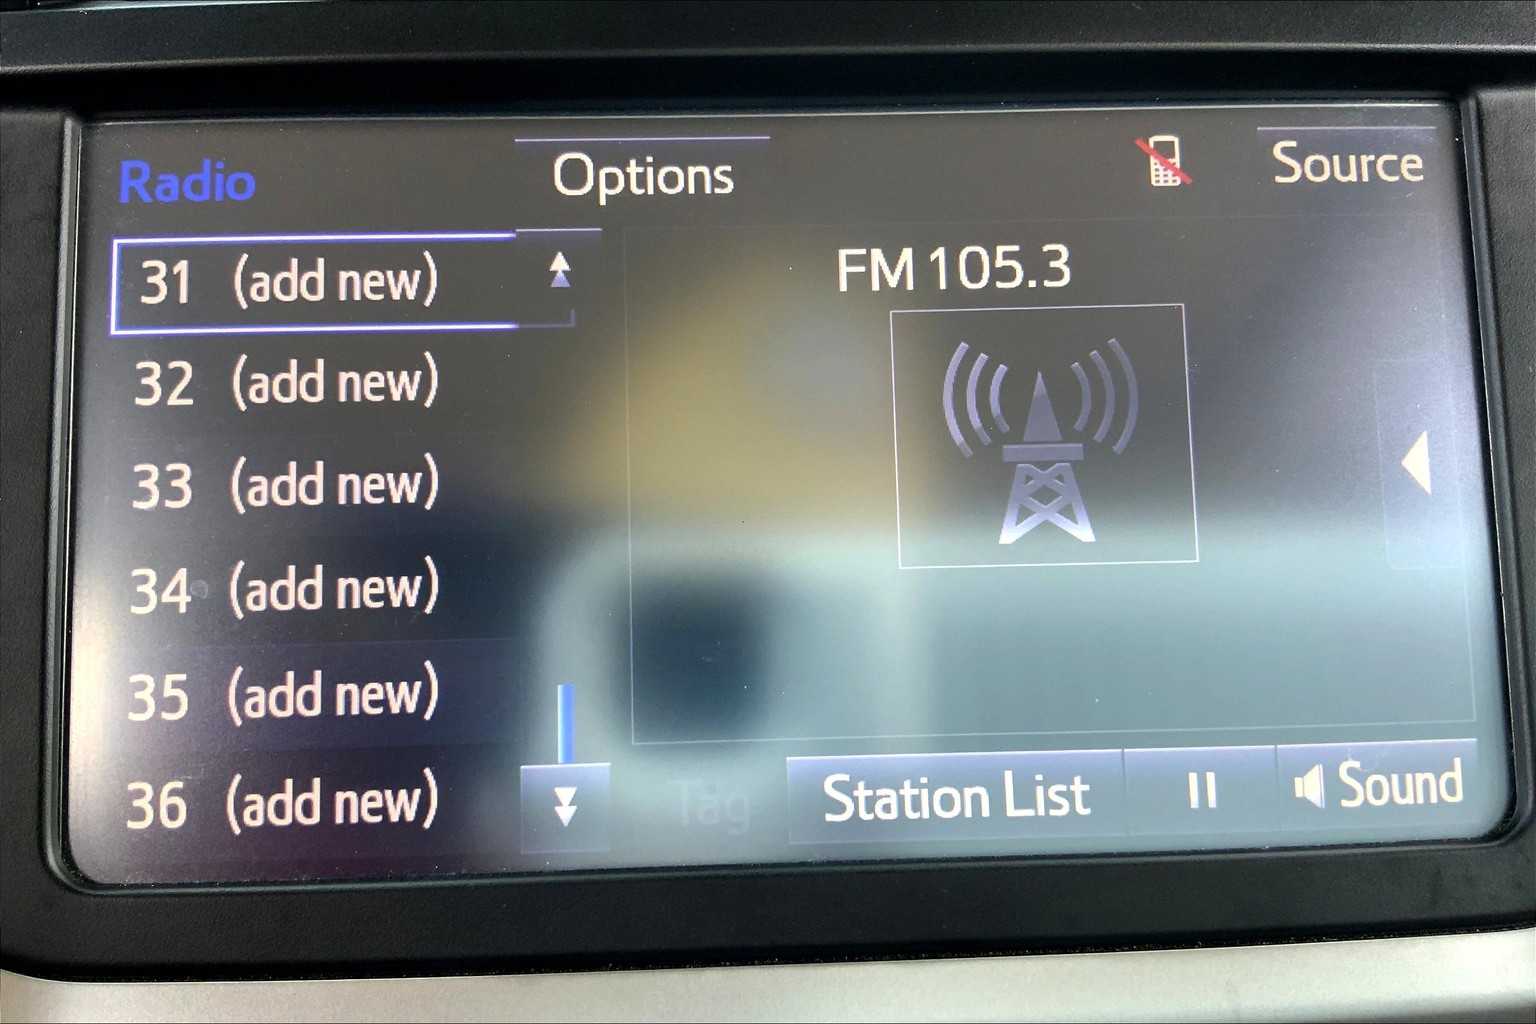 Radio
Options
Source
31 (add new)
32 (add new)
33 (add new)
34 (add new)
35 (add new)
36 (add new)
FM 105.3
Tag
Station List
Sound